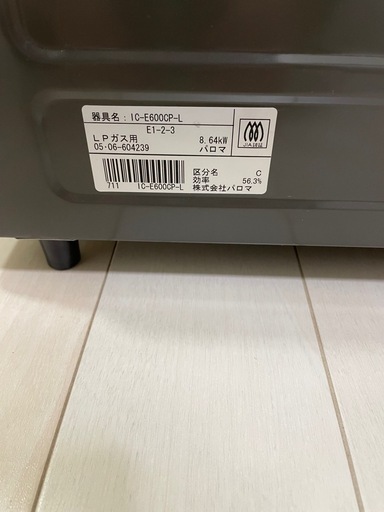 器具名：IC-E600CP-L
E1-2-3
LPガス用 8.64kW
05・06-604239 パロマ
区分名 C
効率 56.3%
711 IC-E600CP-L 株式会社パロマ